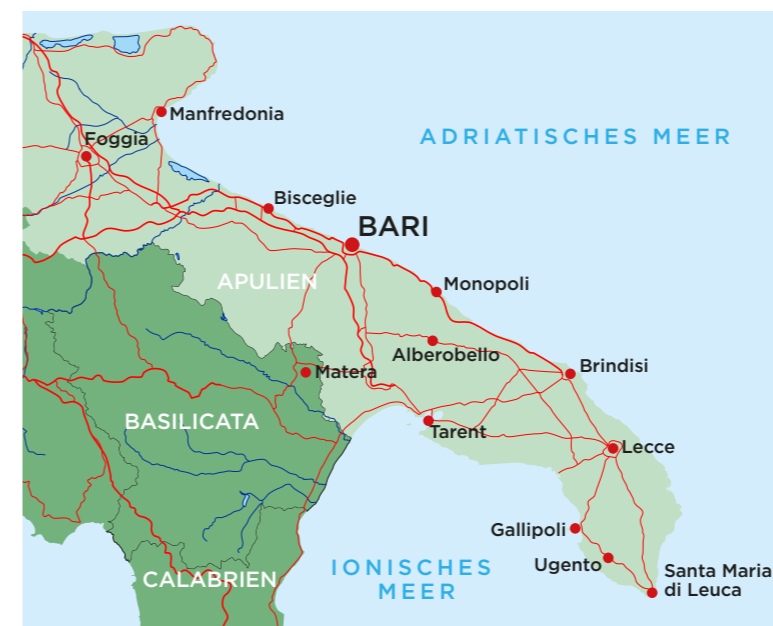 Manfredonia
Foggia
ADRIATISCHES MEER
Bisceglie
BARI
APULIEN
Monopoli
Alberobello
Brindisi
Matera
BASILICATA
Tarent
Lecce
Gallipoli
IONISCHES
MEER
Ugento
Santa Maria
di Leuca
CALABRIEN